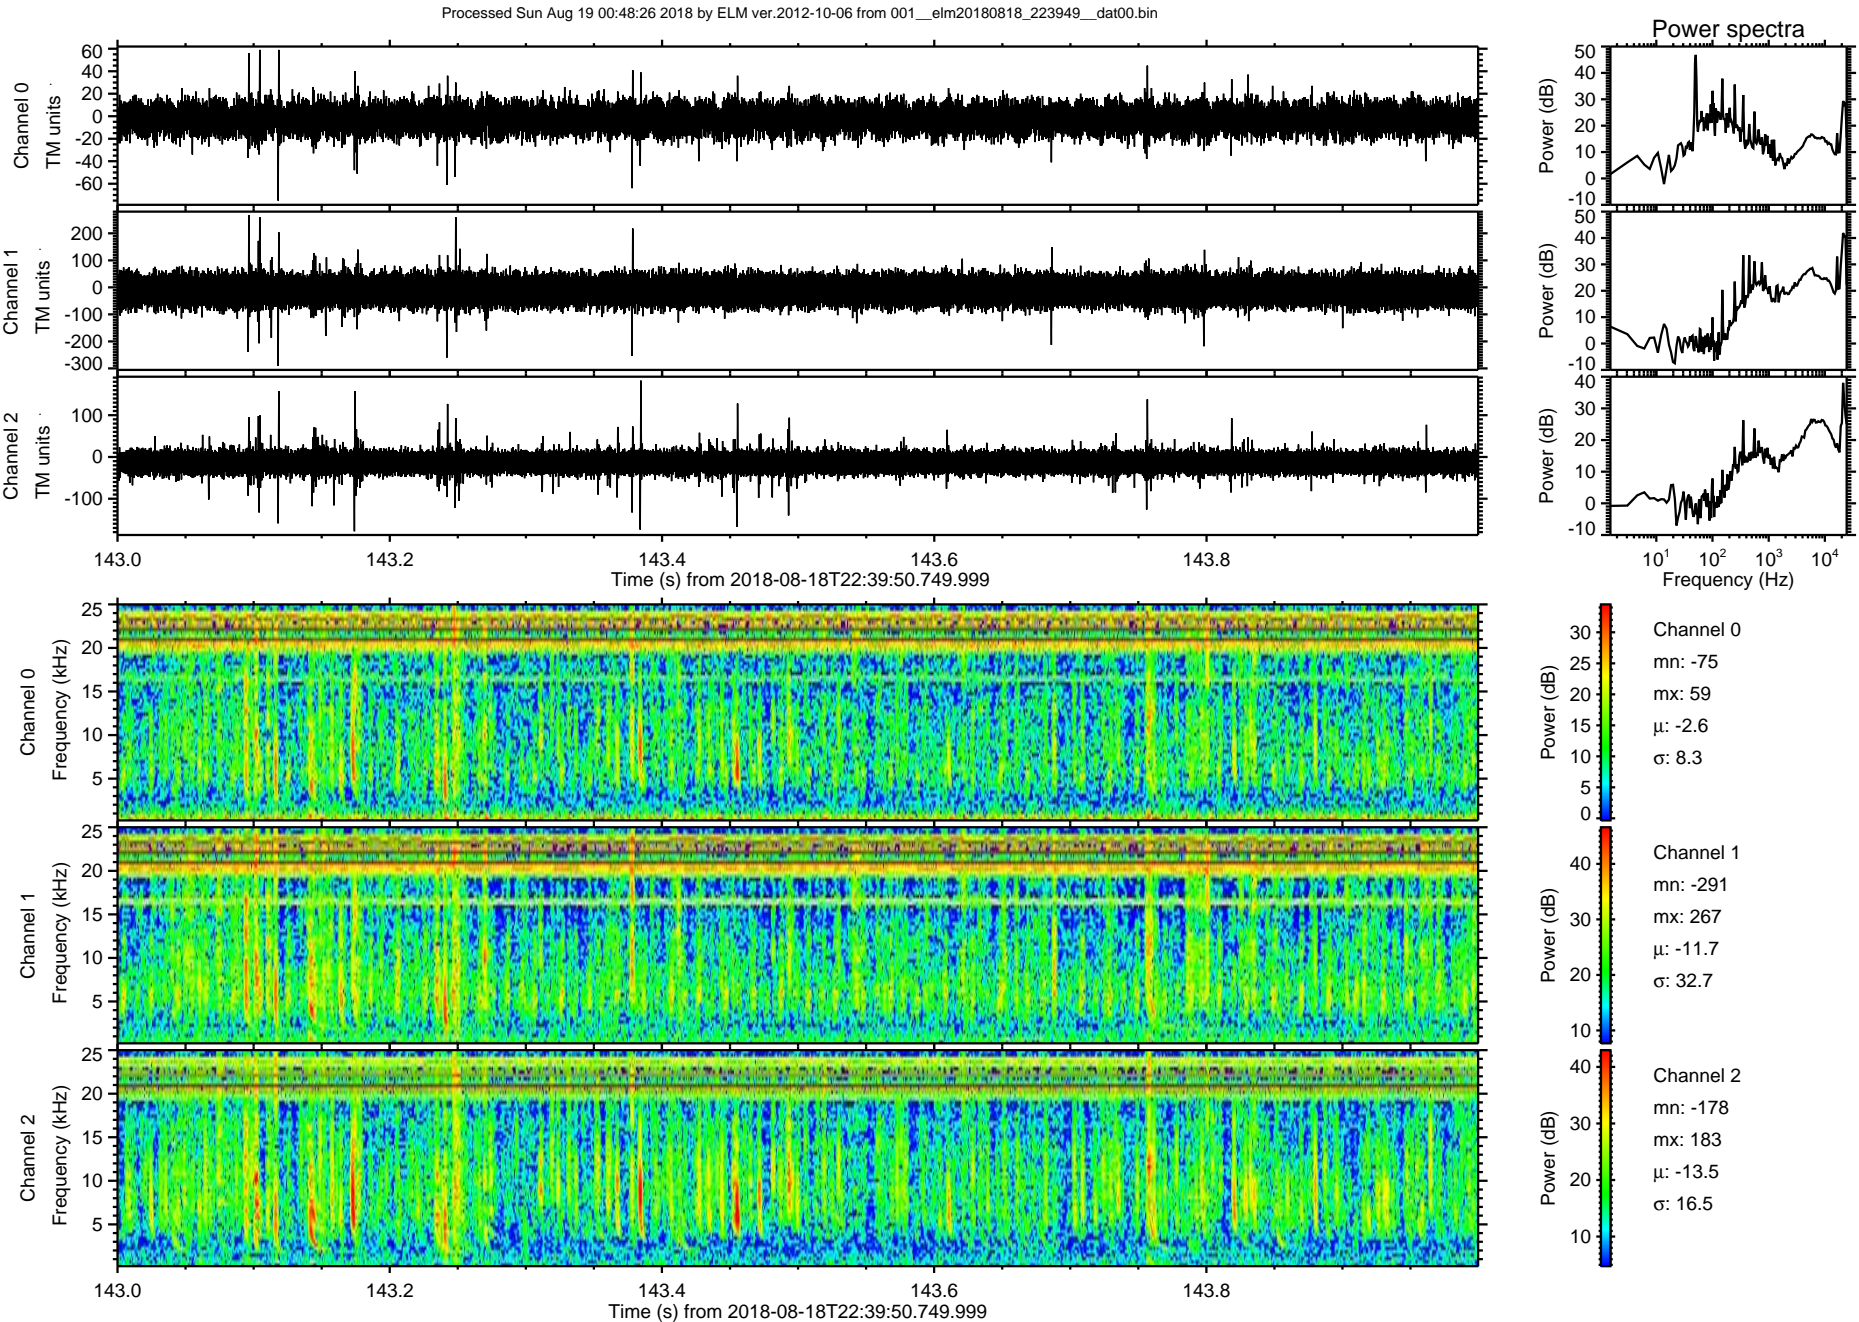 Processed Sun Aug 19 00:48:26 2018 by ELM ver.2012-10-06 from 001__elm20180818_223949__dat00.bin
Power spectra
Channel 0
TM units
60
40
20
0
-20
-40
-60
Power (dB)
50
40
30
20
10
0
-10
Channel 1
TM units
200
100
0
-100
-200
-300
Power (dB)
50
40
30
20
10
0
-10
Channel 2
TM units
100
0
-100
Power (dB)
40
30
20
10
0
-10
143.0 143.2 143.4 143.6 143.8
Time (s) from 2018-08-18T22:39:50.749.999
10^1 10^2 10^3 10^4
Frequency (Hz)
Channel 0
Frequency (kHz)
25
20
15
10
5
Power (dB)
30
25
20
15
10
5
0
Channel 0
mn: -75
mx: 59
μ: -2.6
σ: 8.3
Channel 1
Frequency (kHz)
25
20
15
10
5
Power (dB)
40
30
20
10
Channel 1
mn: -291
mx: 267
μ: -11.7
σ: 32.7
Channel 2
Frequency (kHz)
25
20
15
10
5
Power (dB)
40
30
20
10
Channel 2
mn: -178
mx: 183
μ: -13.5
σ: 16.5
143.0 143.2 143.4 143.6 143.8
Time (s) from 2018-08-18T22:39:50.749.999